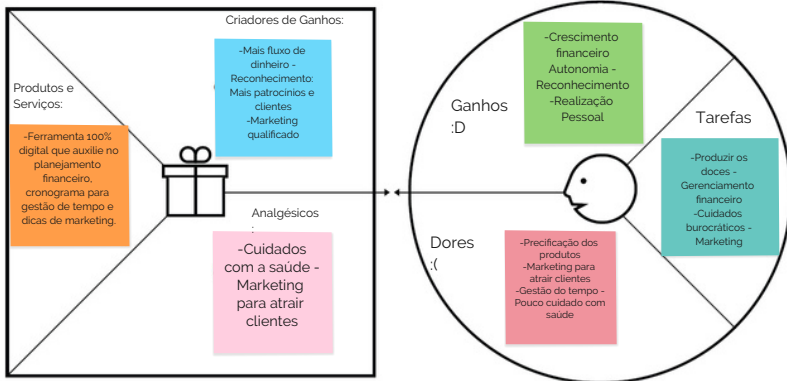 Criadores de Ganhos:
-Mais fluxo de
dinheiro -
Reconhecimento:
Mais patrocínios e
clientes
-Marketing
qualificado
Produtos e
Serviços:
-Ferramenta 100%
digital que auxilie no
planejamento
financeiro,
cronograma para
gestão de tempo e
dicas de marketing.
Analgésicos
:
-Cuidados
com a saúde -
Marketing
para atrair
clientes
Ganhos
:D
-Crescimento
financeiro
Autonomia -
Reconhecimento
-Realização
Pessoal
Tarefas
-Produzir os
doces -
Gerenciamento
financeiro
-Cuidados
burocráticos -
Marketing
Dores
:(
-Precificação dos
produtos
-Marketing para
atrair clientes
-Gestão do tempo -
Pouco cuidado com
saúde